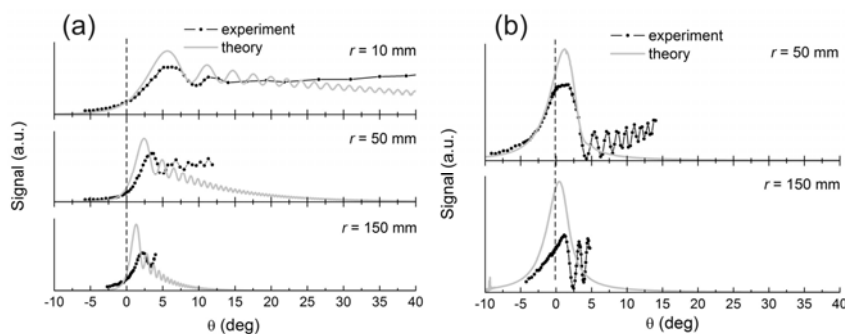 (a)
experiment
theory
r = 10 mm
r = 50 mm
r = 150 mm
Signal (a.u.)
-10 -5 0 5 10 15 20 25 30 35 40
θ (deg)
(b)
experiment
theory
r = 50 mm
r = 150 mm
Signal (a.u.)
-10 -5 0 5 10 15 20 25 30 35 40
θ (deg)